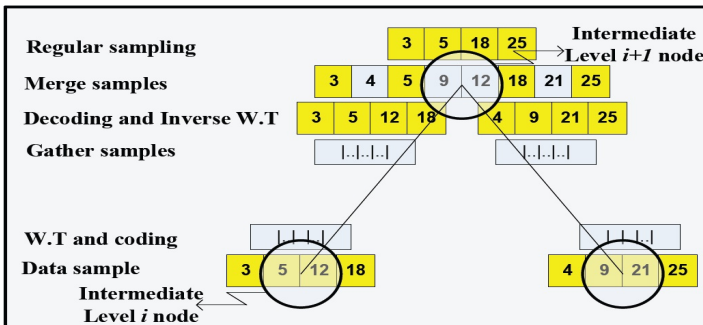 Regular sampling 3 5 18 25 Intermediate
Level i+1 node
Merge samples 3 4 5 9 12 18 21 25
Decoding and Inverse W.T 3 5 12 18 4 9 21 25
Gather samples |..|..|..| |..|..|..|
W.T and coding |..|..|..| |..|..|..|
Data sample 3 5 12 18 4 9 21 25
Intermediate
Level i node